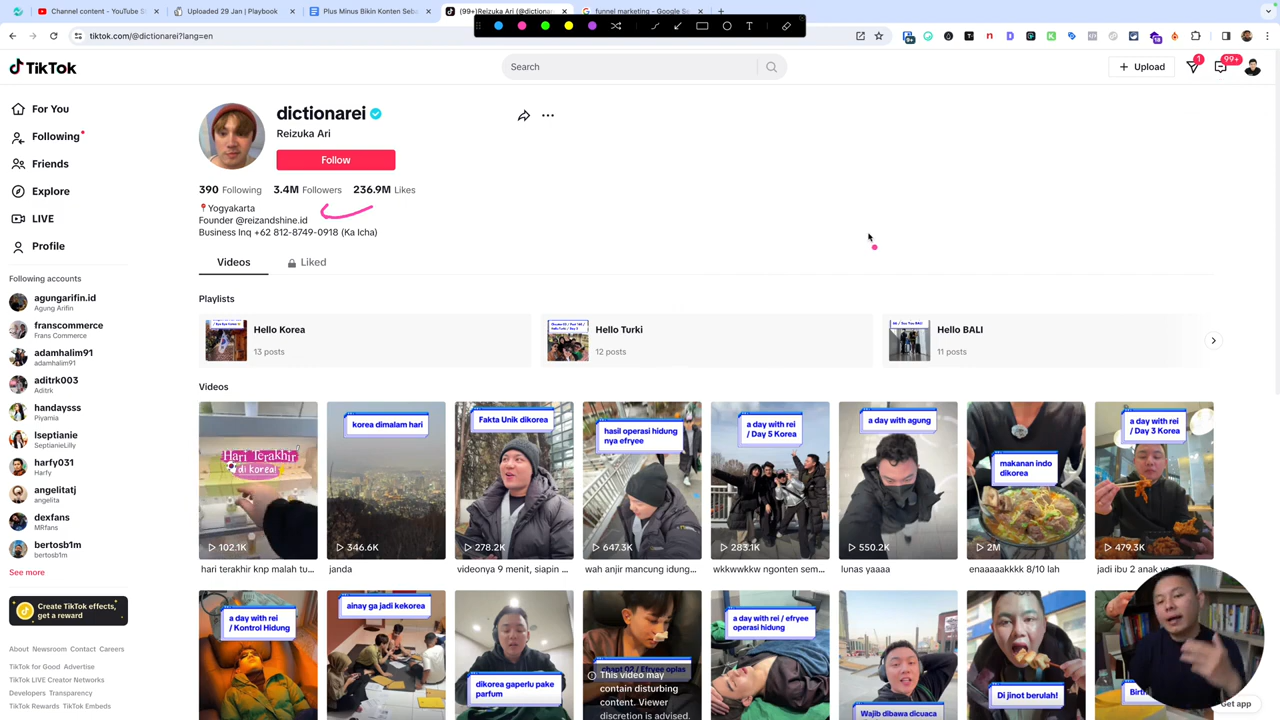 Channel content - YouTube S
Uploaded 29 Jan | Playbook
Plus Minus Bikin Konten Seba
(99+)Reizuka Ari (@dictionar
funnel marketing - Google Se
tiktok.com/@dictionarei?lang=en
TikTok
Search
Upload
1
99+
For You
Following
Friends
Explore
LIVE
Profile
Following accounts
agungarifin.id
Agung Arifin
franscommerce
Frans Commerce
adamhalim91
adamhalim91
aditrk003
Aditrk
handaysss
Piyamia
lseptianie
SeptianieLilly
harfy031
Harfy
angelitatj
angelita
dexfans
MRfans
bertosb1m
bertosb1m
See more
Create TikTok effects,
get a reward
About Newsroom Contact Careers
TikTok for Good Advertise
TikTok LIVE Creator Networks
Developers Transparency
TikTok Rewards TikTok Embeds
dictionarei
Reizuka Ari
Follow
390 Following 3.4M Followers 236.9M Likes
Yogyakarta
Founder @reizandshine.id
Business Inq +62 812-8749-0918 (Ka Icha)
Videos
Liked
Playlists
Hello Korea
13 posts
Hello Turki
12 posts
Hello BALI
11 posts
Videos
Hari Terakhir
di korea!
102.1K
hari terakhir knp malah tu...
korea dimalam hari
346.6K
janda
Fakta Unik dikorea
278.2K
videonya 9 menit, siapin ...
hasil operasi hidung
nya efryee
647.3K
wah anjir mancung idung...
a day with rei
/ Day 5 Korea
283.1K
wkkwwkkw ngonten sem...
a day with agung
550.2K
lunas yaaaa
makanan indo
dikorea
2M
enaaaaakkkk 8/10 lah
a day with rei
/ Day 3 Korea
479.3K
jadi ibu 2 anak
a day with rei
/ Kontrol Hidung
ainay ga jadi kekorea
dikorea gaperlu pake
parfum
chapt 02 / Efryee oplas
This video may
contain disturbing
content. Viewer
discretion is advised.
a day with rei / efryee
operasi hidung
Wajib dibawa dicuaca
Di jinot berulah!
Birth
Get app